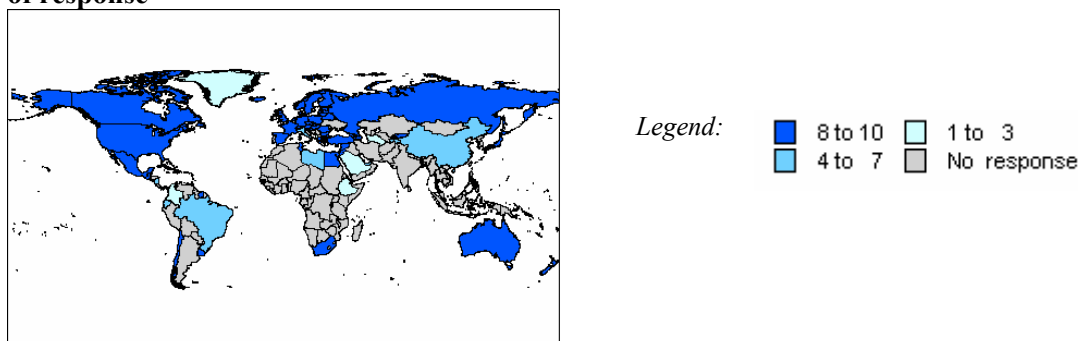 of response
Legend:
8 to 10 1 to 3
4 to 7 No response